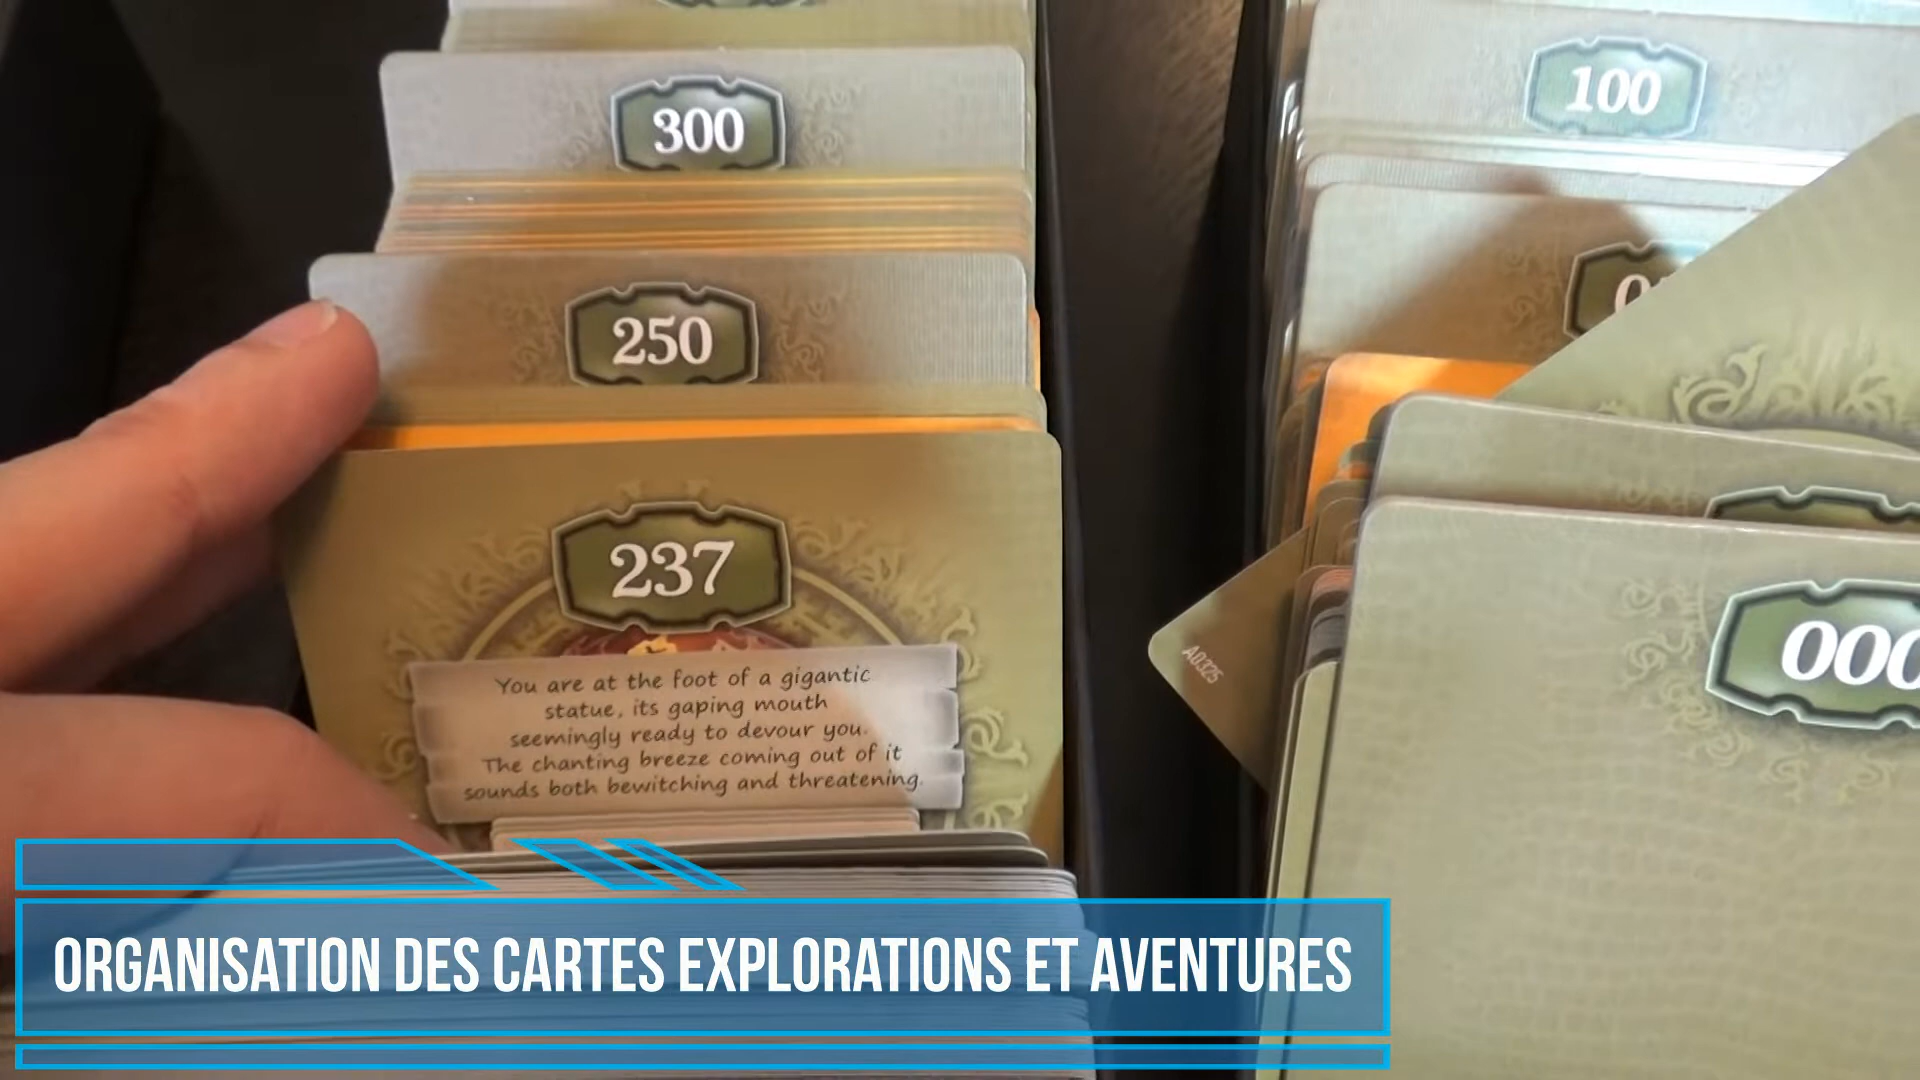 300
100
250
237
You are at the foot of a gigantic
statue, its gaping mouth
seemingly ready to devour you.
The chanting breeze coming out of it
sounds both bewitching and threatening.
A0325
000
ORGANISATION DES CARTES EXPLORATIONS ET AVENTURES